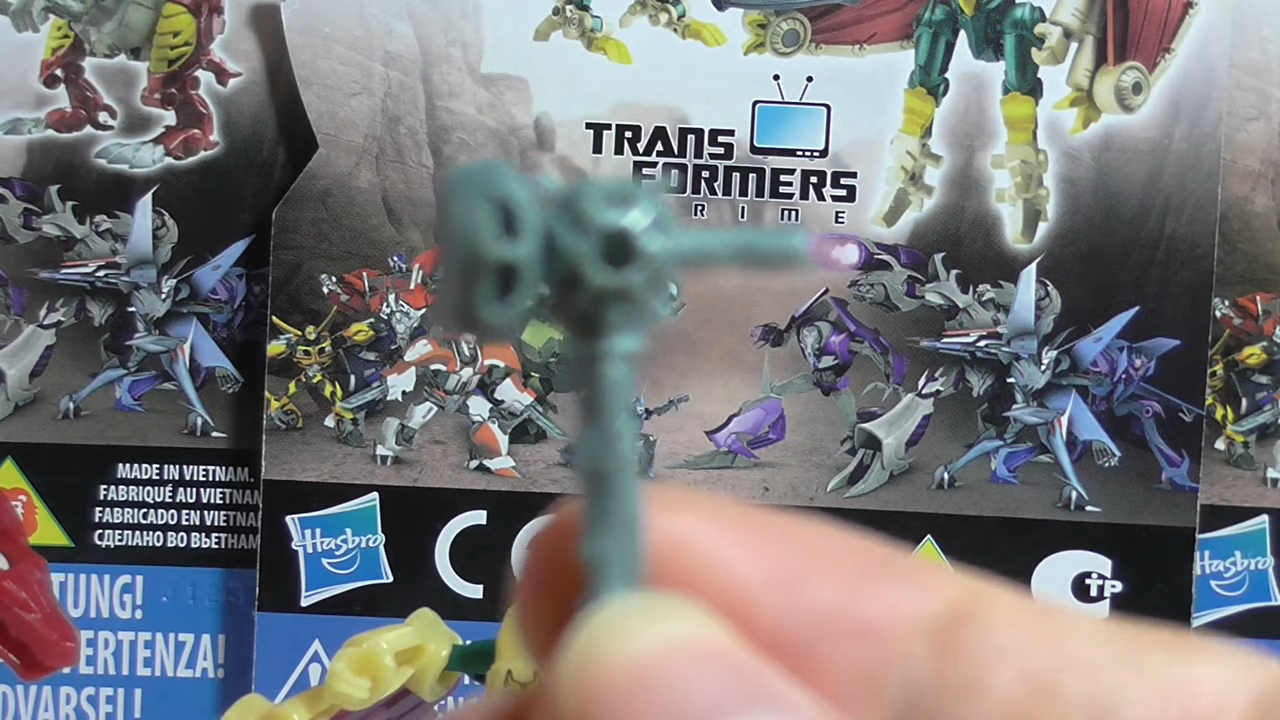 TRANS
FORMERS
RIME
MADE IN VIETNAM.
FABRIQUÉ AU VIETNAM
FABRICADO EN VIETNA
СДЕЛАНО ВО ВЬЕТНАМ
Hasbro
C
TP
Hasbro
TUNG!
ERTENZA!
DVARSEL!